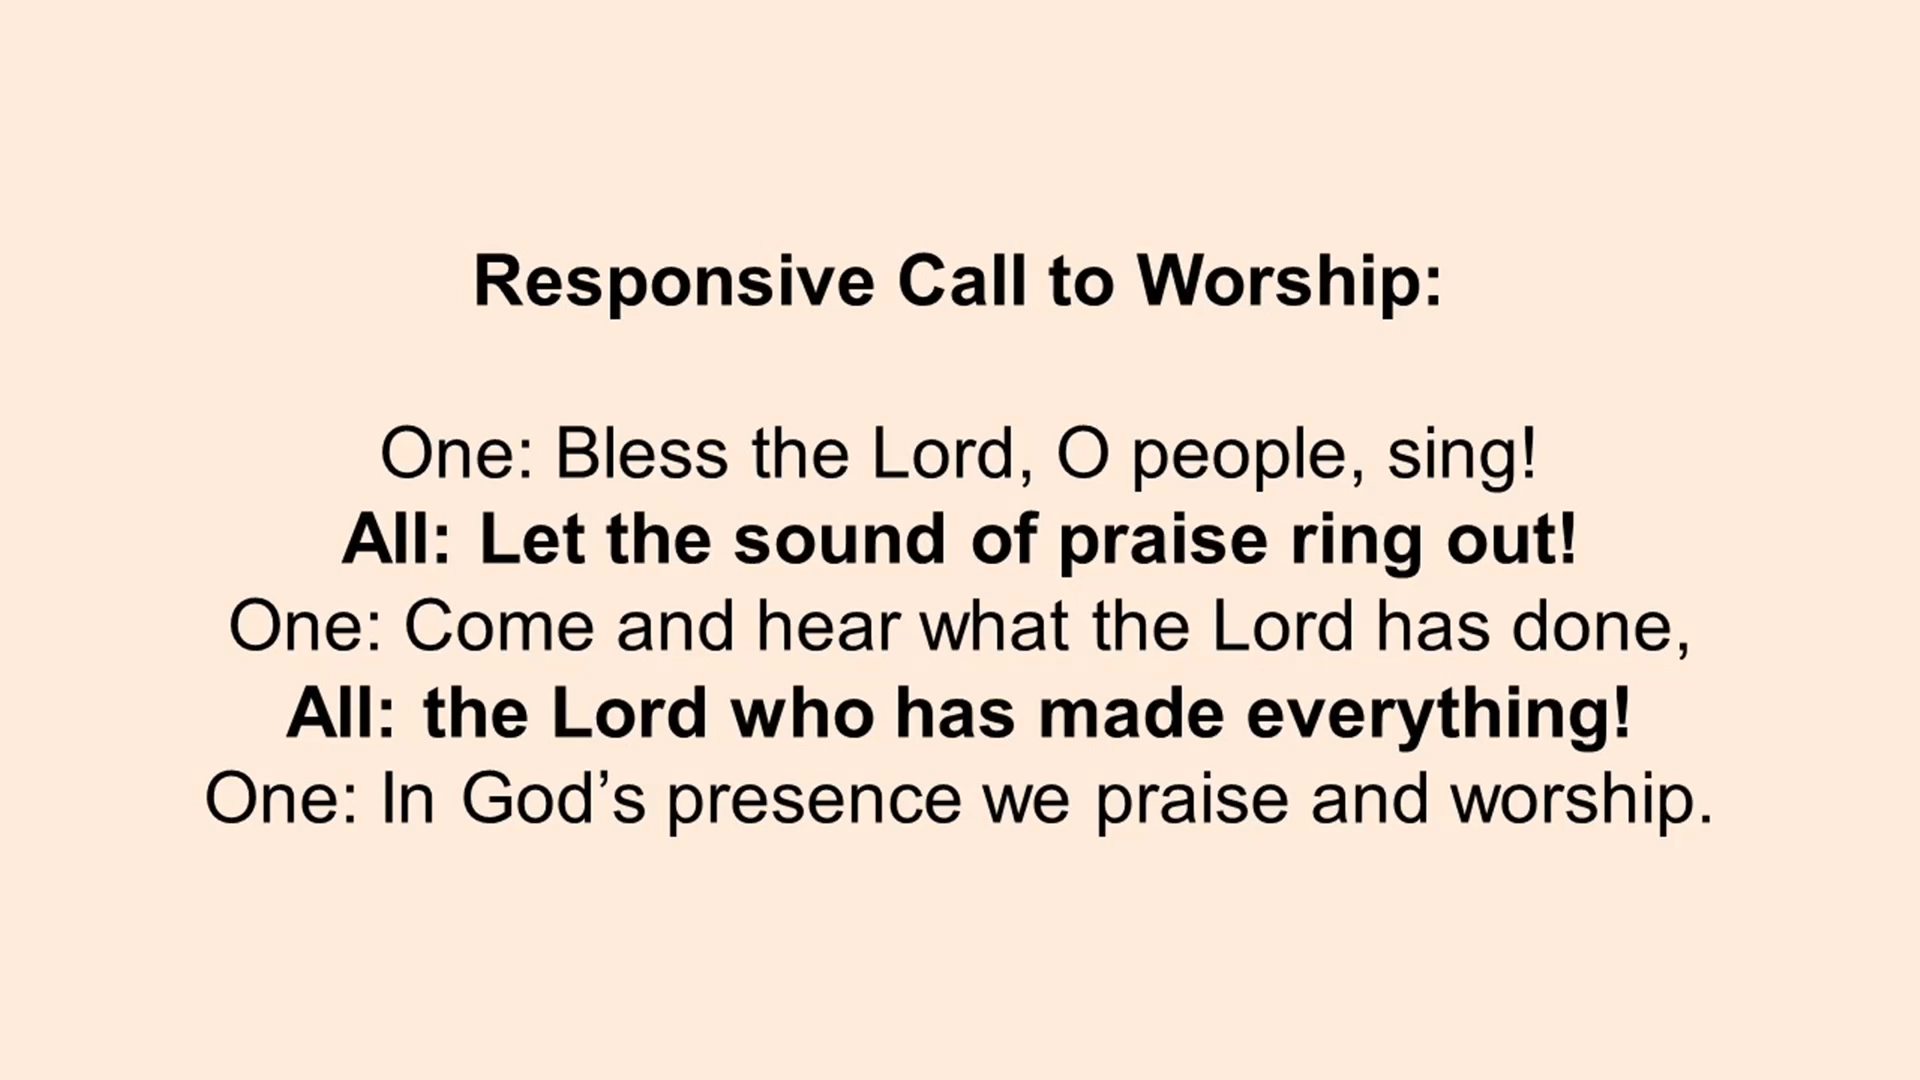 Responsive Call to Worship:
One: Bless the Lord, O people, sing!
All: Let the sound of praise ring out!
One: Come and hear what the Lord has done,
All: the Lord who has made everything!
One: In God’s presence we praise and worship.